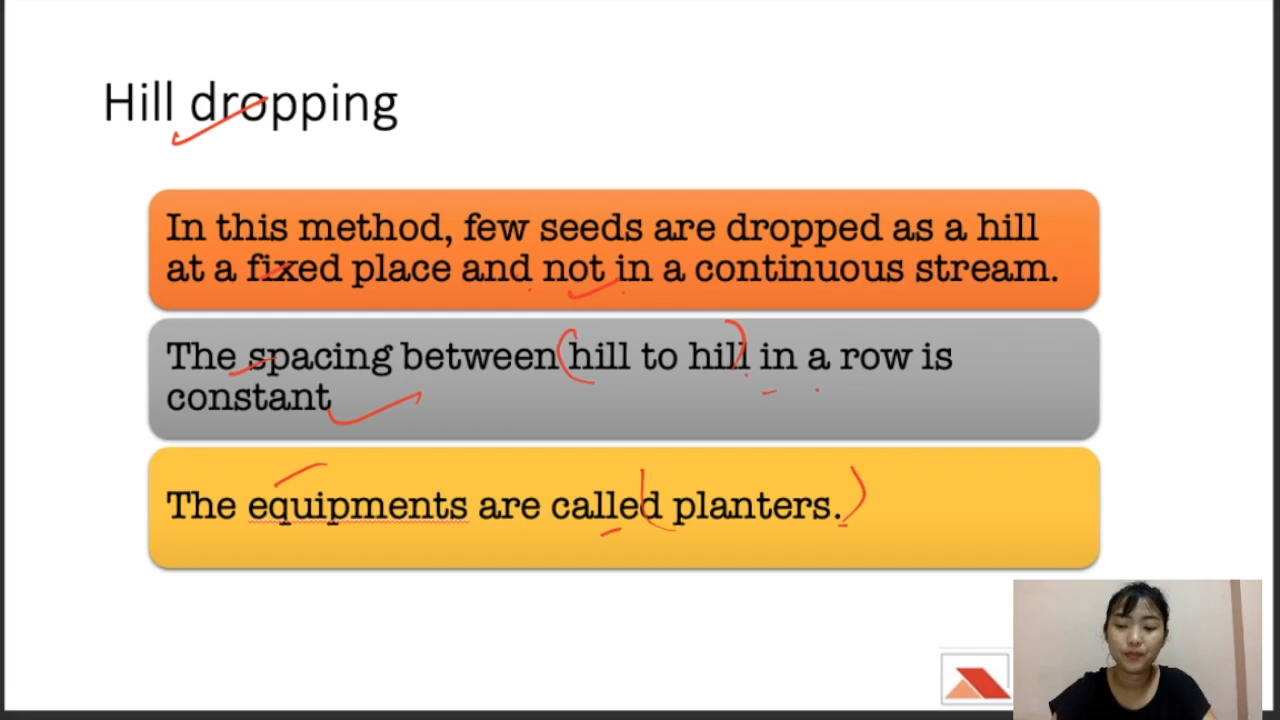 Hill dropping
In this method, few seeds are dropped as a hill
at a fixed place and not in a continuous stream.
The spacing between hill to hill in a row is
constant
The equipments are called planters.